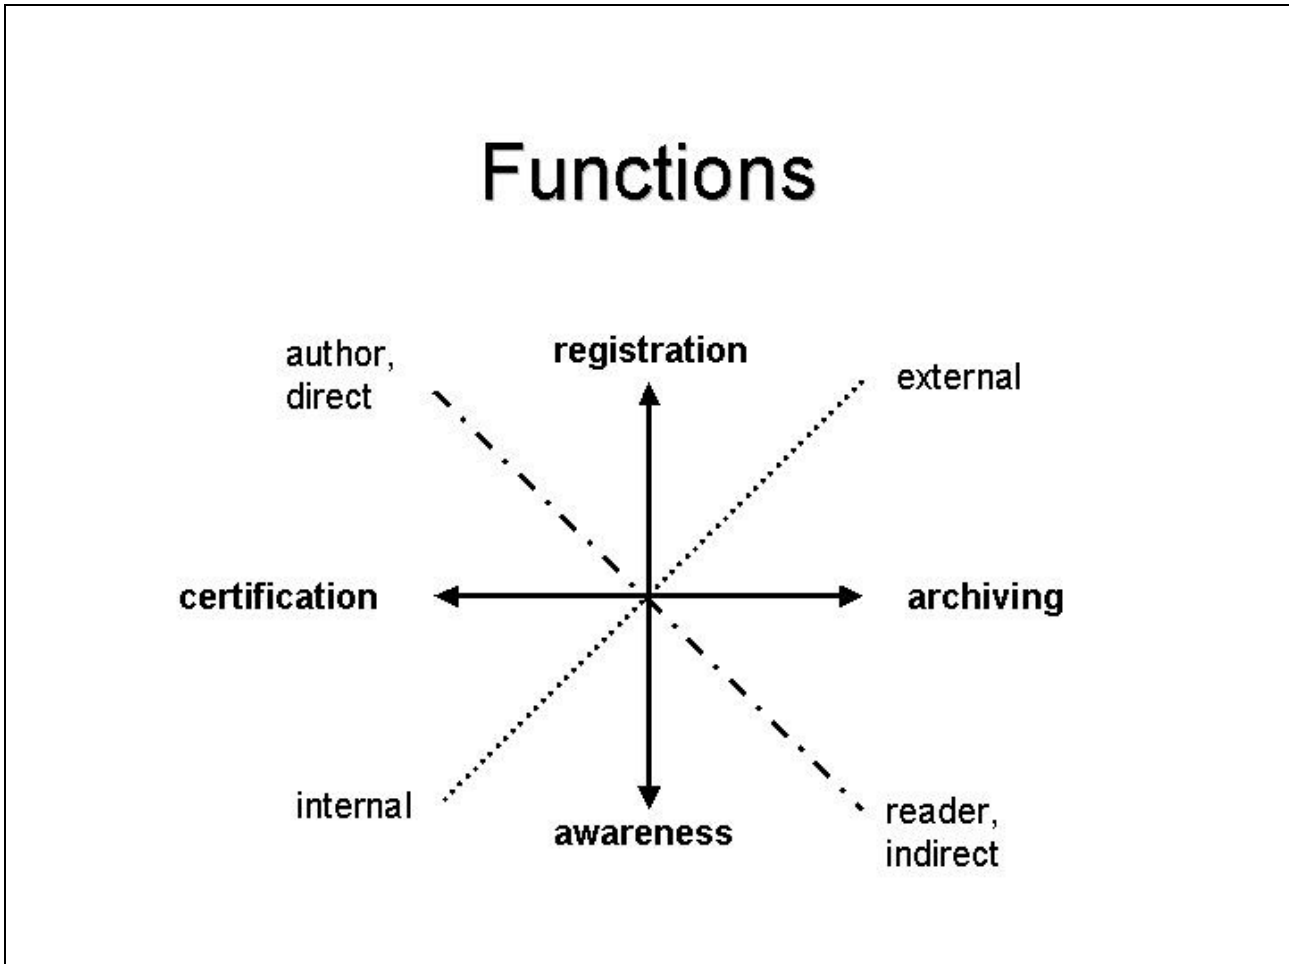 Functions
author,
direct
registration
external
certification
archiving
internal
awareness
reader,
indirect